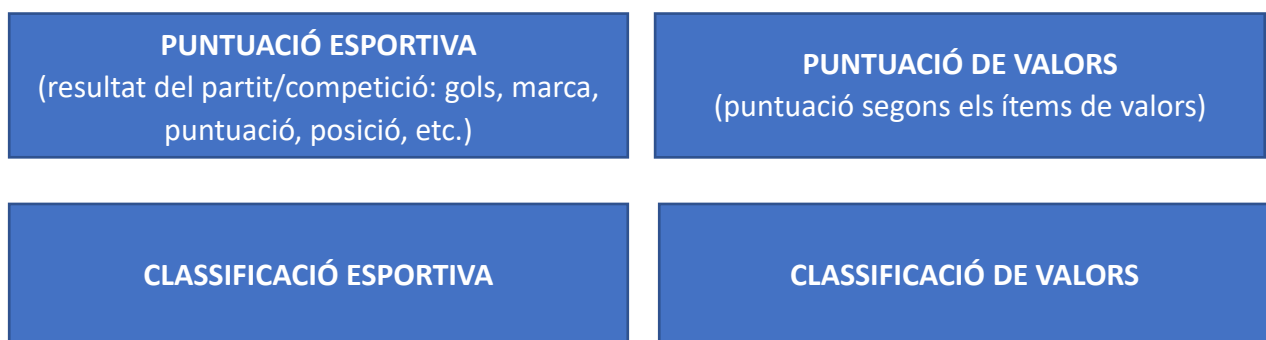 PUNTUACIÓ ESPORTIVA
(resultat del partit/competició: gols, marca,
puntuació, posició, etc.)
PUNTUACIÓ DE VALORS
(puntuació segons els ítems de valors)
CLASSIFICACIÓ ESPORTIVA
CLASSIFICACIÓ DE VALORS